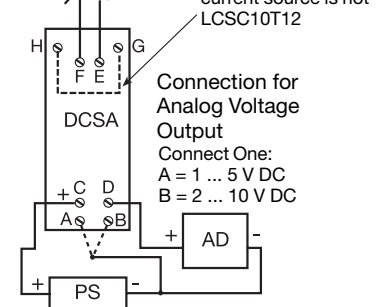 current source is not
LCSC10T12
H
G
F E
DCSA
Connection for
Analog Voltage
Output
Connect One:
A = 1 ... 5 V DC
B = 2 ... 10 V DC
+ C D
A B
+ AD -
+ PS -